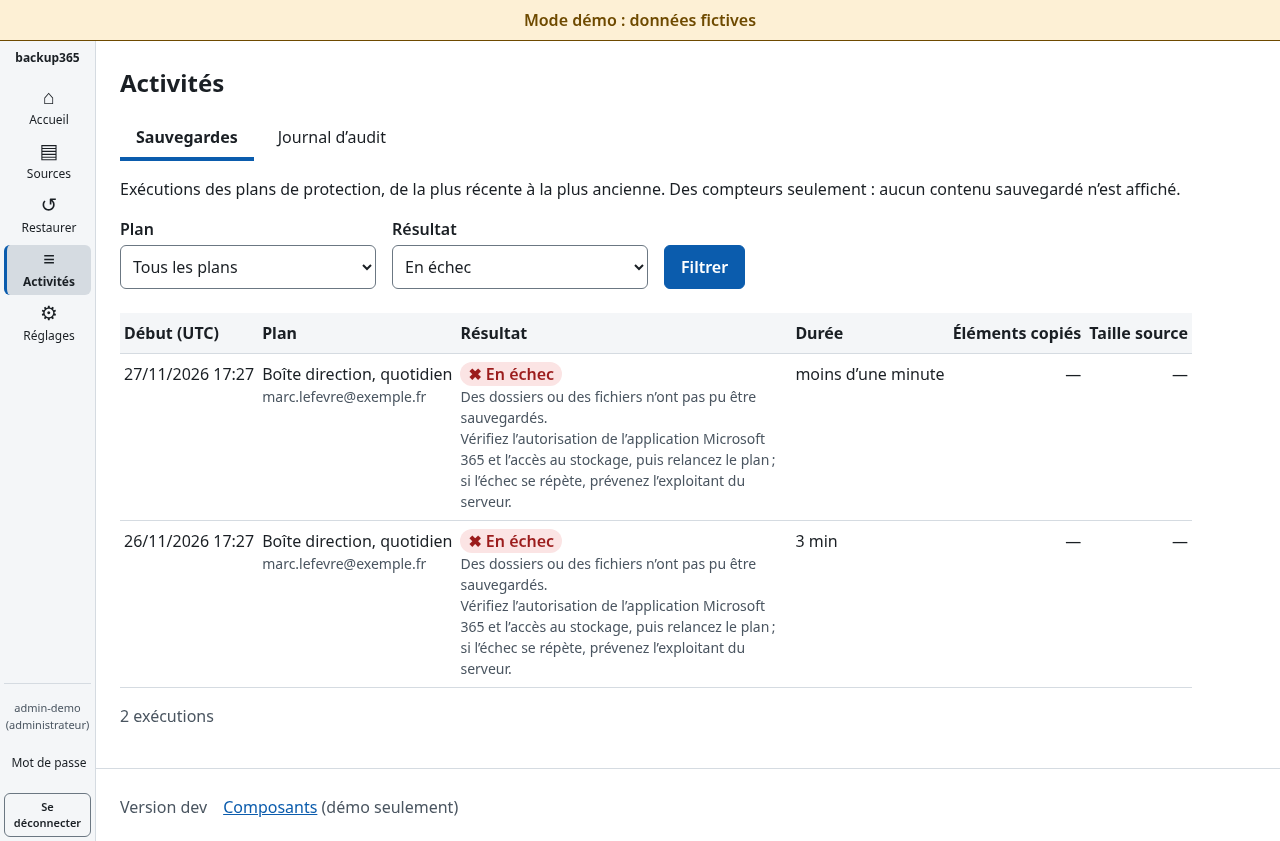 Mode démo : données fictives
backup365
Accueil
Sources
Restaurer
Activités
Réglages
admin-demo
(administrateur)
Mot de passe
Se
déconnecter
Activités
Sauvegardes
Journal d’audit
Exécutions des plans de protection, de la plus récente à la plus ancienne. Des compteurs seulement : aucun contenu sauvegardé n’est affiché.
Plan
Résultat
Tous les plans
En échec
Filtrer
Début (UTC) Plan Résultat Durée Éléments copiés Taille source
27/11/2026 17:27 Boîte direction, quotidien ✖ En échec moins d’une minute — —
marc.lefevre@exemple.fr Des dossiers ou des fichiers n’ont pas pu être
sauvegardés.
Vérifiez l’autorisation de l’application Microsoft
365 et l’accès au stockage, puis relancez le plan ;
si l’échec se répète, prévenez l’exploitant du
serveur.
26/11/2026 17:27 Boîte direction, quotidien ✖ En échec 3 min — —
marc.lefevre@exemple.fr Des dossiers ou des fichiers n’ont pas pu être
sauvegardés.
Vérifiez l’autorisation de l’application Microsoft
365 et l’accès au stockage, puis relancez le plan ;
si l’échec se répète, prévenez l’exploitant du
serveur.
2 exécutions
Version dev Composants (démo seulement)